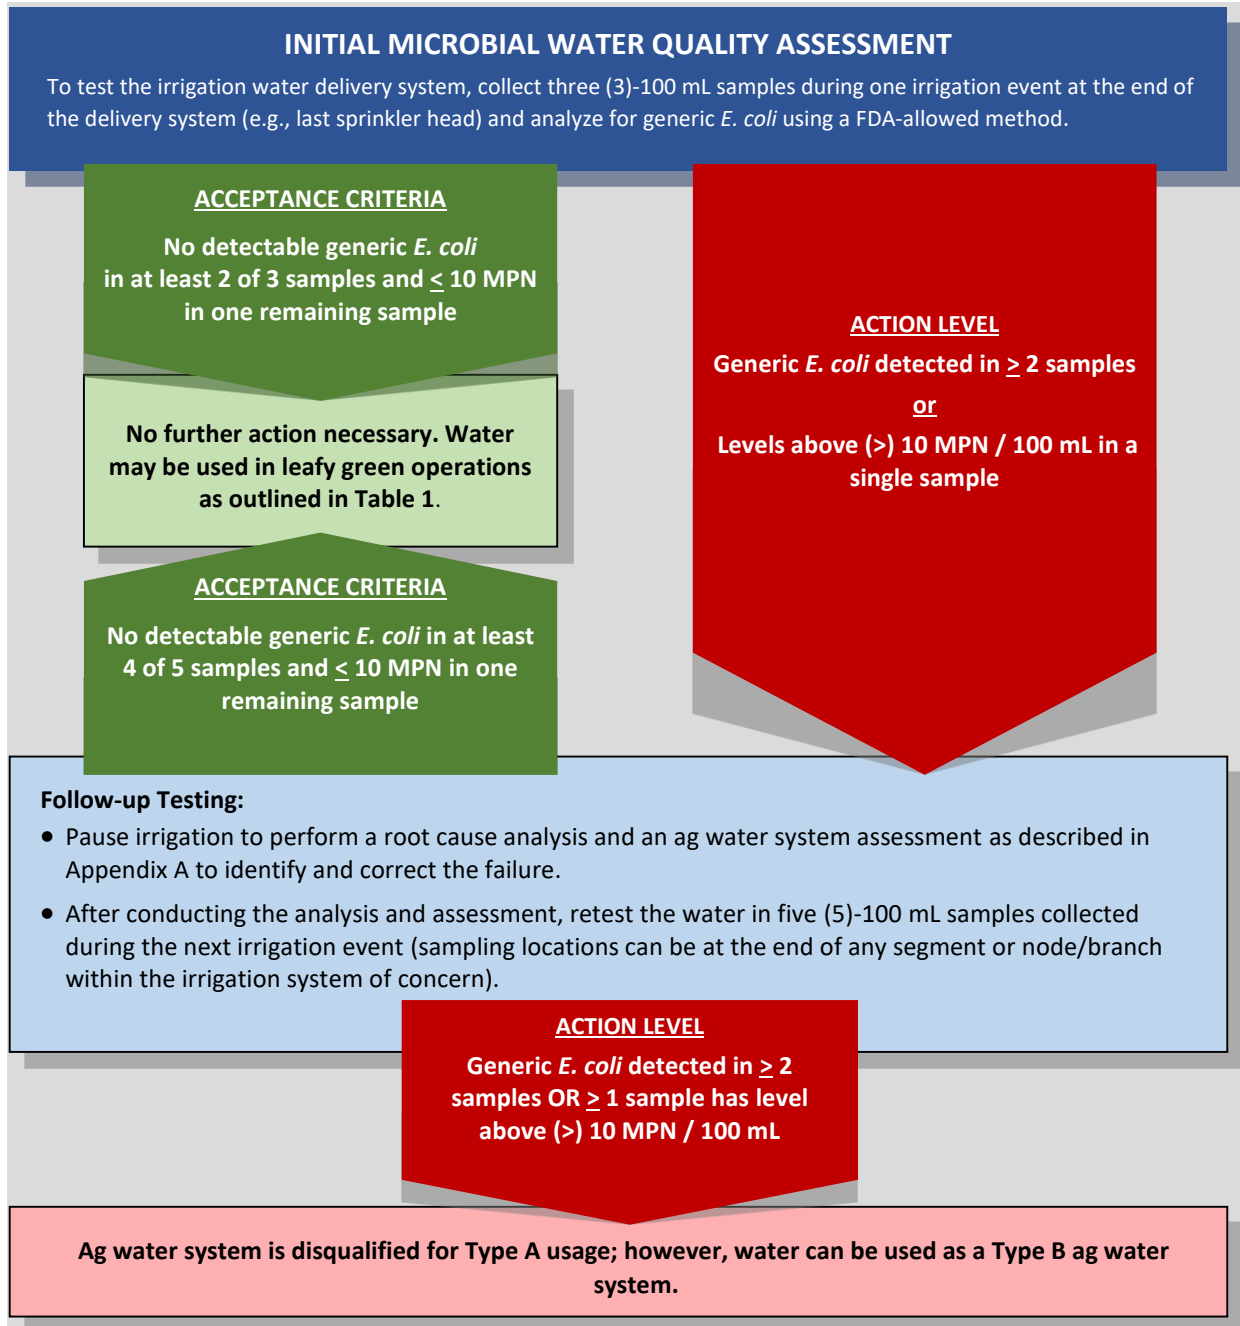 INITIAL MICROBIAL WATER QUALITY ASSESSMENT
To test the irrigation water delivery system, collect three (3)-100 mL samples during one irrigation event at the end of
the delivery system (e.g., last sprinkler head) and analyze for generic E. coli using a FDA-allowed method.
ACCEPTANCE CRITERIA
No detectable generic E. coli
in at least 2 of 3 samples and ≤ 10 MPN
in one remaining sample
No further action necessary. Water
may be used in leafy green operations
as outlined in Table 1.
ACCEPTANCE CRITERIA
No detectable generic E. coli in at least
4 of 5 samples and ≤ 10 MPN in one
remaining sample
ACTION LEVEL
Generic E. coli detected in ≥ 2 samples
or
Levels above (>) 10 MPN / 100 mL in a
single sample
Follow-up Testing:
• Pause irrigation to perform a root cause analysis and an ag water system assessment as described in
Appendix A to identify and correct the failure.
• After conducting the analysis and assessment, retest the water in five (5)-100 mL samples collected
during the next irrigation event (sampling locations can be at the end of any segment or node/branch
within the irrigation system of concern).
ACTION LEVEL
Generic E. coli detected in ≥ 2
samples OR ≥ 1 sample has level
above (>) 10 MPN / 100 mL
Ag water system is disqualified for Type A usage; however, water can be used as a Type B ag water
system.